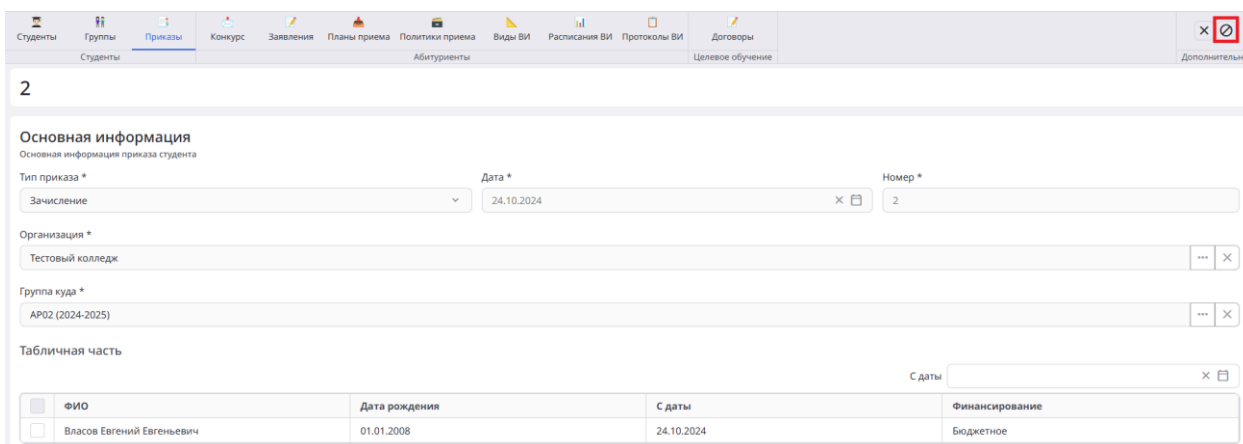 Студенты Группы Приказы Конкурс Заявления Планы приема Политики приема Виды ВИ Расписания ВИ Протоколы ВИ Договоры
Студенты Абитуриенты Целевое обучение Дополнительн
2
Основная информация
Основная информация приказа студента
Тип приказа * Дата * Номер *
Зачисление 24.10.2024 2
Организация *
Тестовый колледж
Группа куда *
АР02 (2024-2025)
Табличная часть
С даты
ФИО Дата рождения С даты Финансирование
Власов Евгений Евгеньевич 01.01.2008 24.10.2024 Бюджетное